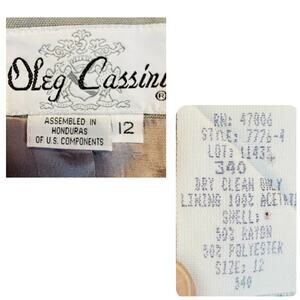 Oleg Cassini
®
ASSEMBLED IN
HONDURAS
OF U.S. COMPONENTS
12
RN: 47006
STYLE: 7776-4
LOT: 11435
340
DRY CLEAN ONLY
LINING 100% ACETATE
SHELL:
50% RAYON
50% POLYESTER
SIZE: 12
340